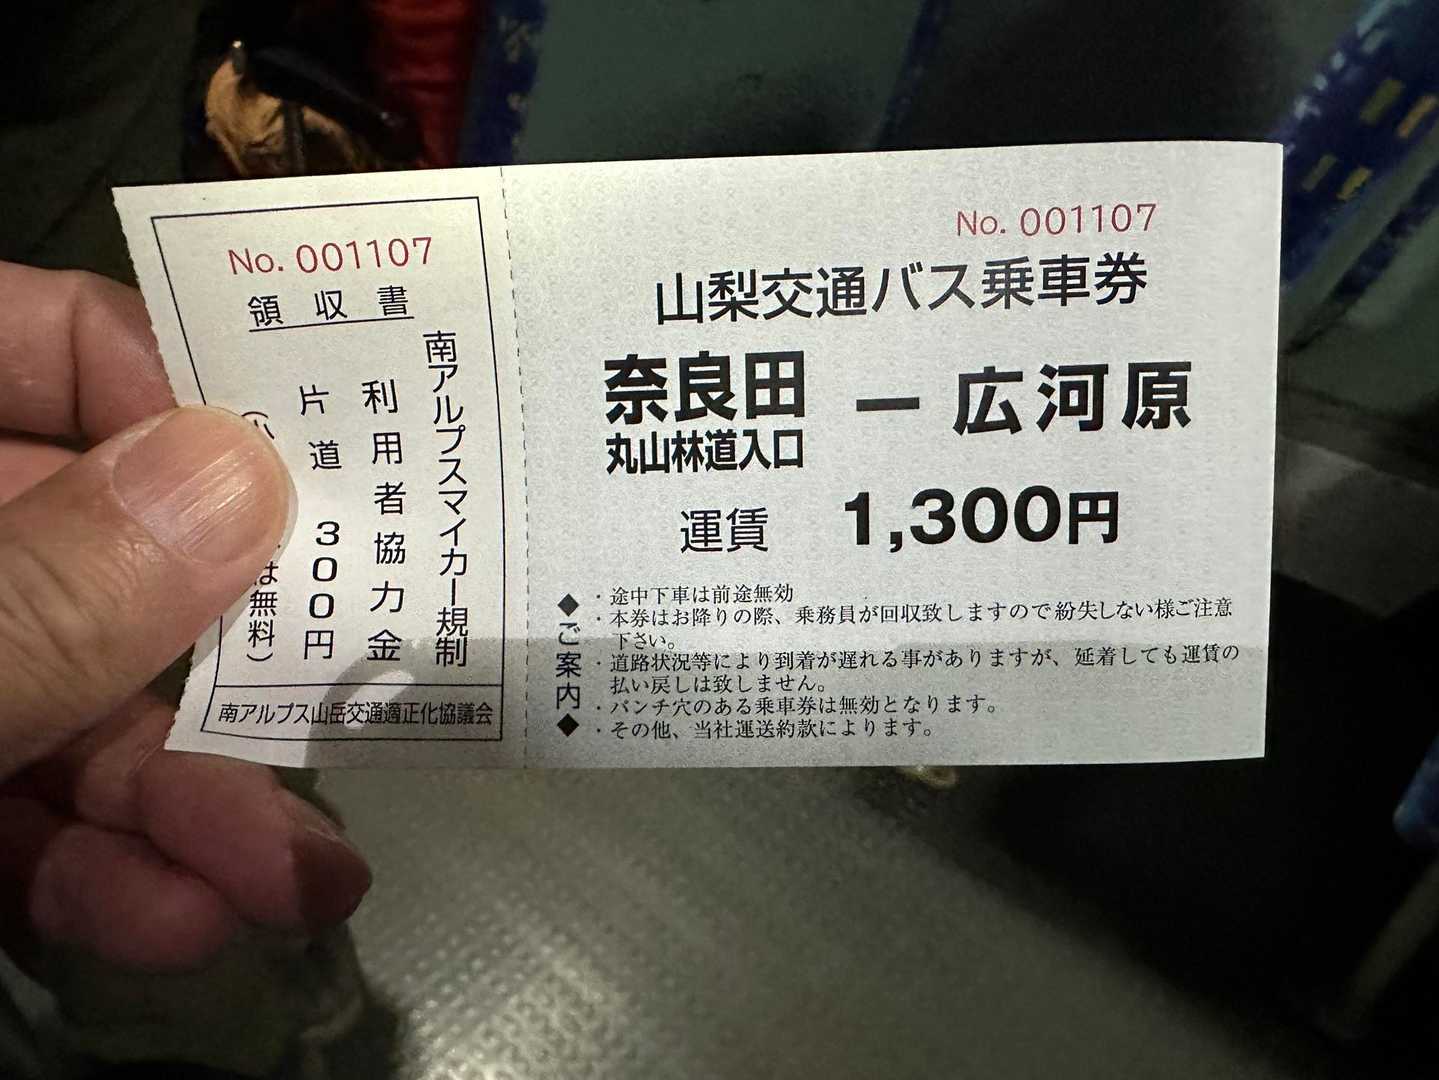 No. 001107
領収書
南アルプスマイカー規制
利用者協力金
片道 300円
は無料)
南アルプス山岳交通適正化協議会
No. 001107
山梨交通バス乗車券
奈良田 ー 広河原
丸山林道入口
運賃 1,300円
◆ご案内◆
・途中下車は前途無効
・本券はお降りの際、乗務員が回収致しますので紛失しない様ご注意
下さい。
・道路状況等により到着が遅れる事がありますが、延着しても運賃の
払い戻しは致しません。
・パンチ穴のある乗車券は無効となります。
・その他、当社運送約款によります。